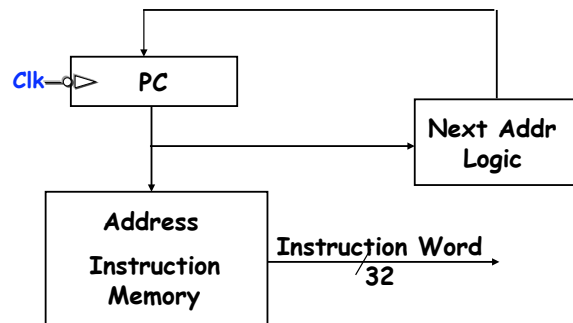 Clk
PC
Next Addr
Logic
Address
Instruction
Memory
Instruction Word
32